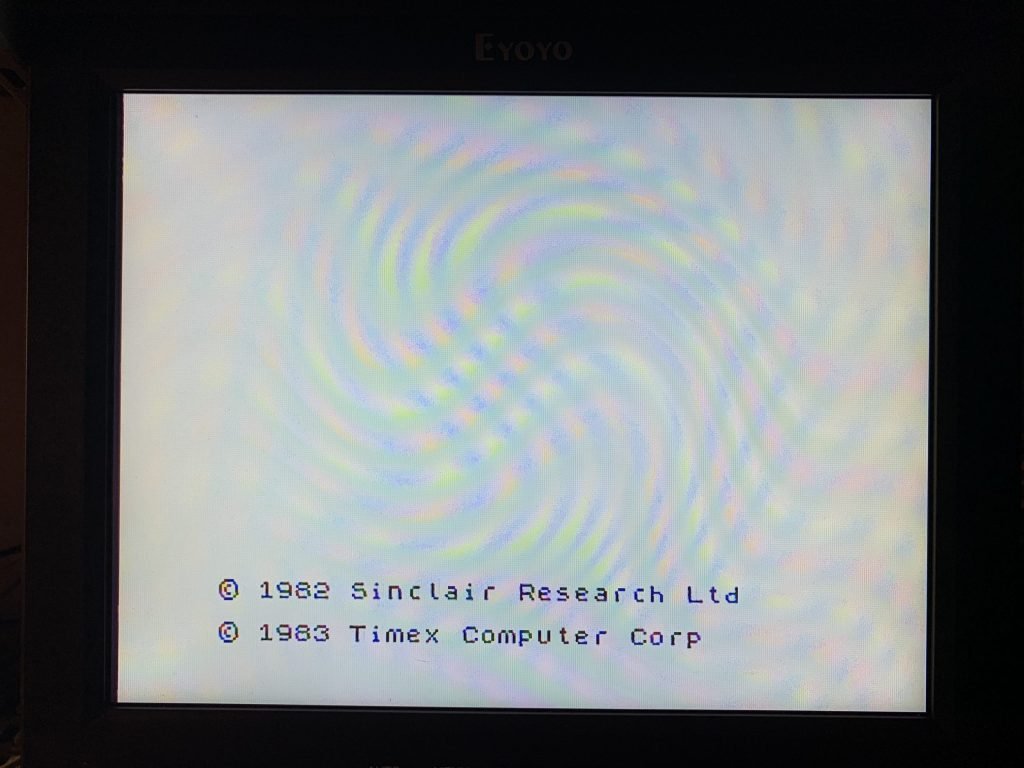 EYOYO
© 1982 Sinclair Research Ltd
© 1983 Timex Computer Corp